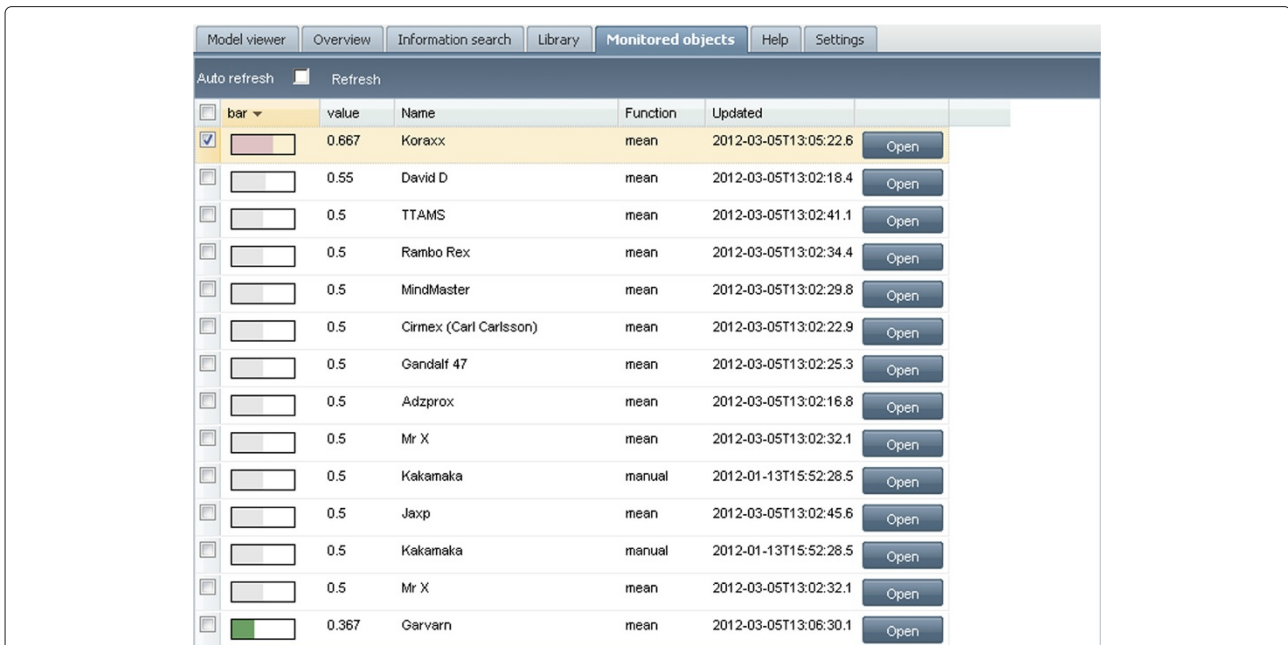 Model viewer Overview Information search Library Monitored objects Help Settings
Auto refresh Refresh
bar value Name Function Updated
0.667 Koraxx mean 2012-03-05T13:05:22.6 Open
0.55 David D mean 2012-03-05T13:02:18.4 Open
0.5 TTAMS mean 2012-03-05T13:02:41.1 Open
0.5 Rambo Rex mean 2012-03-05T13:02:34.4 Open
0.5 MindMaster mean 2012-03-05T13:02:29.8 Open
0.5 Cirmex (Carl Carlsson) mean 2012-03-05T13:02:22.9 Open
0.5 Gandalf 47 mean 2012-03-05T13:02:25.3 Open
0.5 Adzprox mean 2012-03-05T13:02:16.8 Open
0.5 Mr X mean 2012-03-05T13:02:32.1 Open
0.5 Kakamaka manual 2012-01-13T15:52:28.5 Open
0.5 Jaxp mean 2012-03-05T13:02:45.6 Open
0.5 Kakamaka manual 2012-01-13T15:52:28.5 Open
0.5 Mr X mean 2012-03-05T13:02:32.1 Open
0.367 Garvarn mean 2012-03-05T13:06:30.1 Open